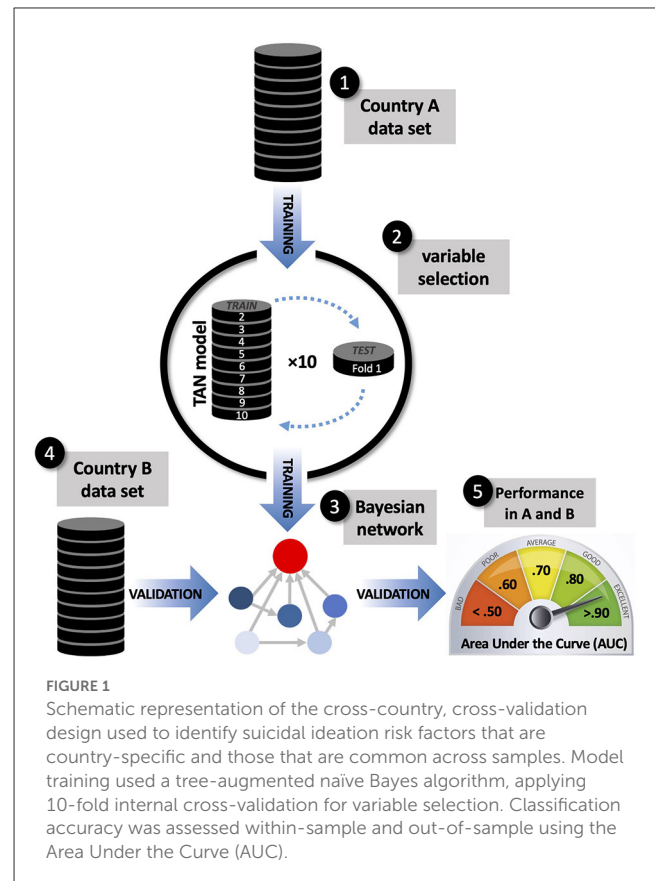 1
Country A
data set
TRAINING
2
variable
selection
TAN model
TRAIN
2
3
4
5
6
7
8
9
10
×10
TEST
Fold 1
4
Country B
data set
TRAINING
3
Bayesian
network
5
Performance
in A and B
VALIDATION
VALIDATION
BAD
POOR
AVERAGE
GOOD
EXCELLENT
< .50
.60
.70
.80
>.90
Area Under the Curve (AUC)
FIGURE 1
Schematic representation of the cross-country, cross-validation
design used to identify suicidal ideation risk factors that are
country-specific and those that are common across samples. Model
training used a tree-augmented naïve Bayes algorithm, applying
10-fold internal cross-validation for variable selection. Classification
accuracy was assessed within-sample and out-of-sample using the
Area Under the Curve (AUC).